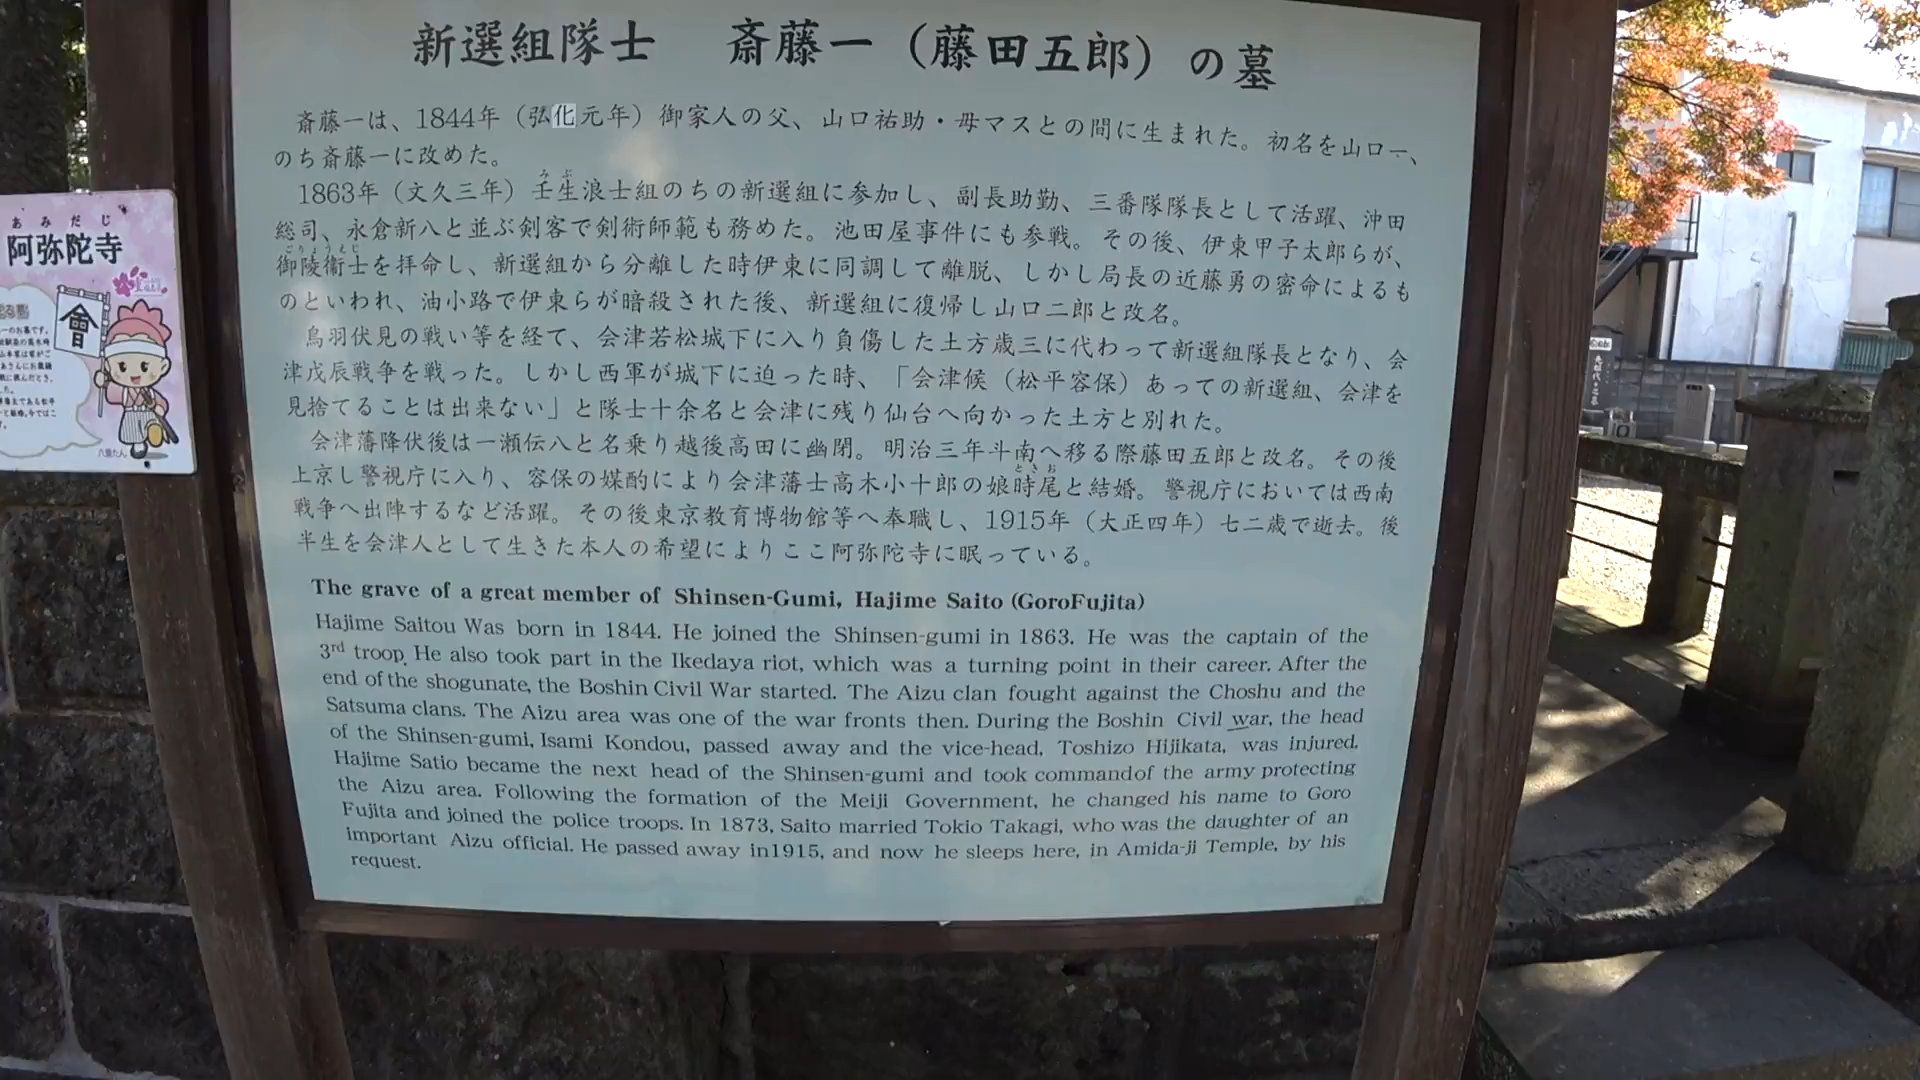 新選組隊士 斎藤一（藤田五郎）の墓
斎藤一は、1844年（弘化元年）御家人の父、山口祐助・母マスとの間に生まれた。初名を山口一、
のち斎藤一に改めた。
みぶ
1863年（文久三年）壬生浪士組のちの新選組に参加し、副長助勤、三番隊隊長として活躍、沖田
総司、永倉新八と並ぶ剣客で剣術師範も務めた。池田屋事件にも参戦。その後、伊東甲子太郎らが、
ごりょうえじ
御陵衛士を拝命し、新選組から分離した時伊東に同調して離脱、しかし局長の近藤勇の密命によるも
のといわれ、油小路で伊東らが暗殺された後、新選組に復帰し山口二郎と改名。
鳥羽伏見の戦い等を経て、会津若松城下に入り負傷した土方歳三に代わって新選組隊長となり、会
津戊辰戦争を戦った。しかし西軍が城下に迫った時、「会津候（松平容保）あっての新選組、会津を
見捨てることは出来ない」と隊士十余名と会津に残り仙台へ向かった土方と別れた。
会津藩降伏後は一瀬伝八と名乗り越後高田に幽閉。明治三年斗南へ移る際藤田五郎と改名。その後
ときお
上京し警視庁に入り、容保の媒酌により会津藩士高木小十郎の娘時尾と結婚。警視庁においては西南
戦争へ出陣するなど活躍。その後東京教育博物館等へ奉職し、1915年（大正四年）七二歳で逝去。後
半生を会津人として生きた本人の希望によりここ阿弥陀寺に眠っている。
The grave of a great member of Shinsen-Gumi, Hajime Saito (GoroFujita)
Hajime Saitou Was born in 1844. He joined the Shinsen-gumi in 1863. He was the captain of the
3rd troop. He also took part in the Ikedaya riot, which was a turning point in their career. After the
end of the shogunate, the Boshin Civil War started. The Aizu clan fought against the Choshu and the
Satsuma clans. The Aizu area was one of the war fronts then. During the Boshin Civil war, the head
of the Shinsen-gumi, Isami Kondou, passed away and the vice-head, Toshizo Hijikata, was injured.
Hajime Satio became the next head of the Shinsen-gumi and took commandof the army protecting
the Aizu area. Following the formation of the Meiji Government, he changed his name to Goro
Fujita and joined the police troops. In 1873, Saito married Tokio Takagi, who was the daughter of an
important Aizu official. He passed away in1915, and now he sleeps here, in Amida-ji Temple, by his
request.
あみだじ
阿弥陀寺
會
八重たん